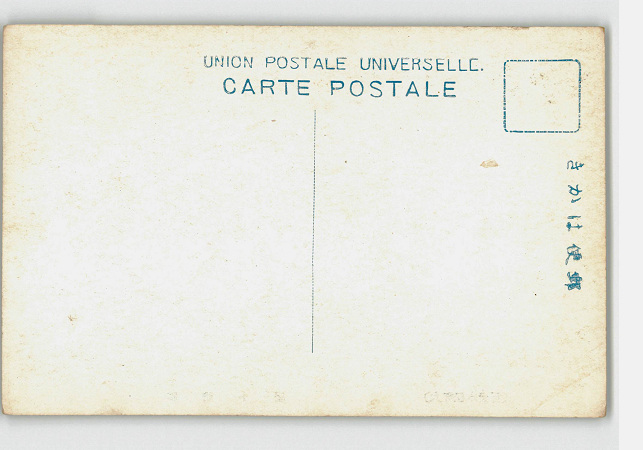 UNION POSTALE UNIVERSELLE.
CARTE POSTALE
郵便はかき